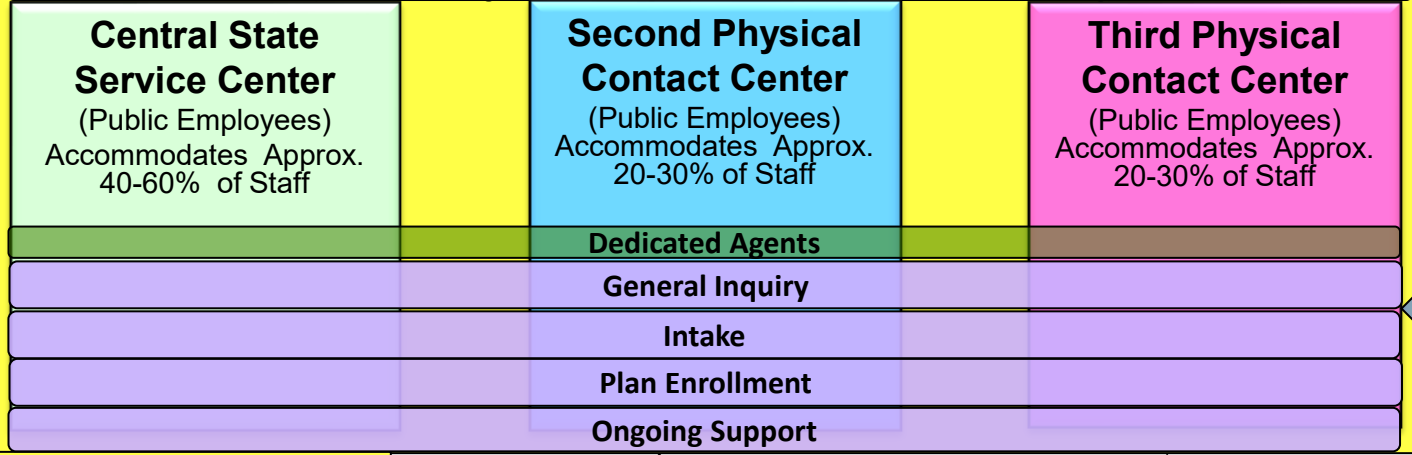 Central State
Service Center
(Public Employees)
Accommodates Approx.
40-60% of Staff
Second Physical
Contact Center
(Public Employees)
Accommodates Approx.
20-30% of Staff
Third Physical
Contact Center
(Public Employees)
Accommodates Approx.
20-30% of Staff
Dedicated Agents
General Inquiry
Intake
Plan Enrollment
Ongoing Support